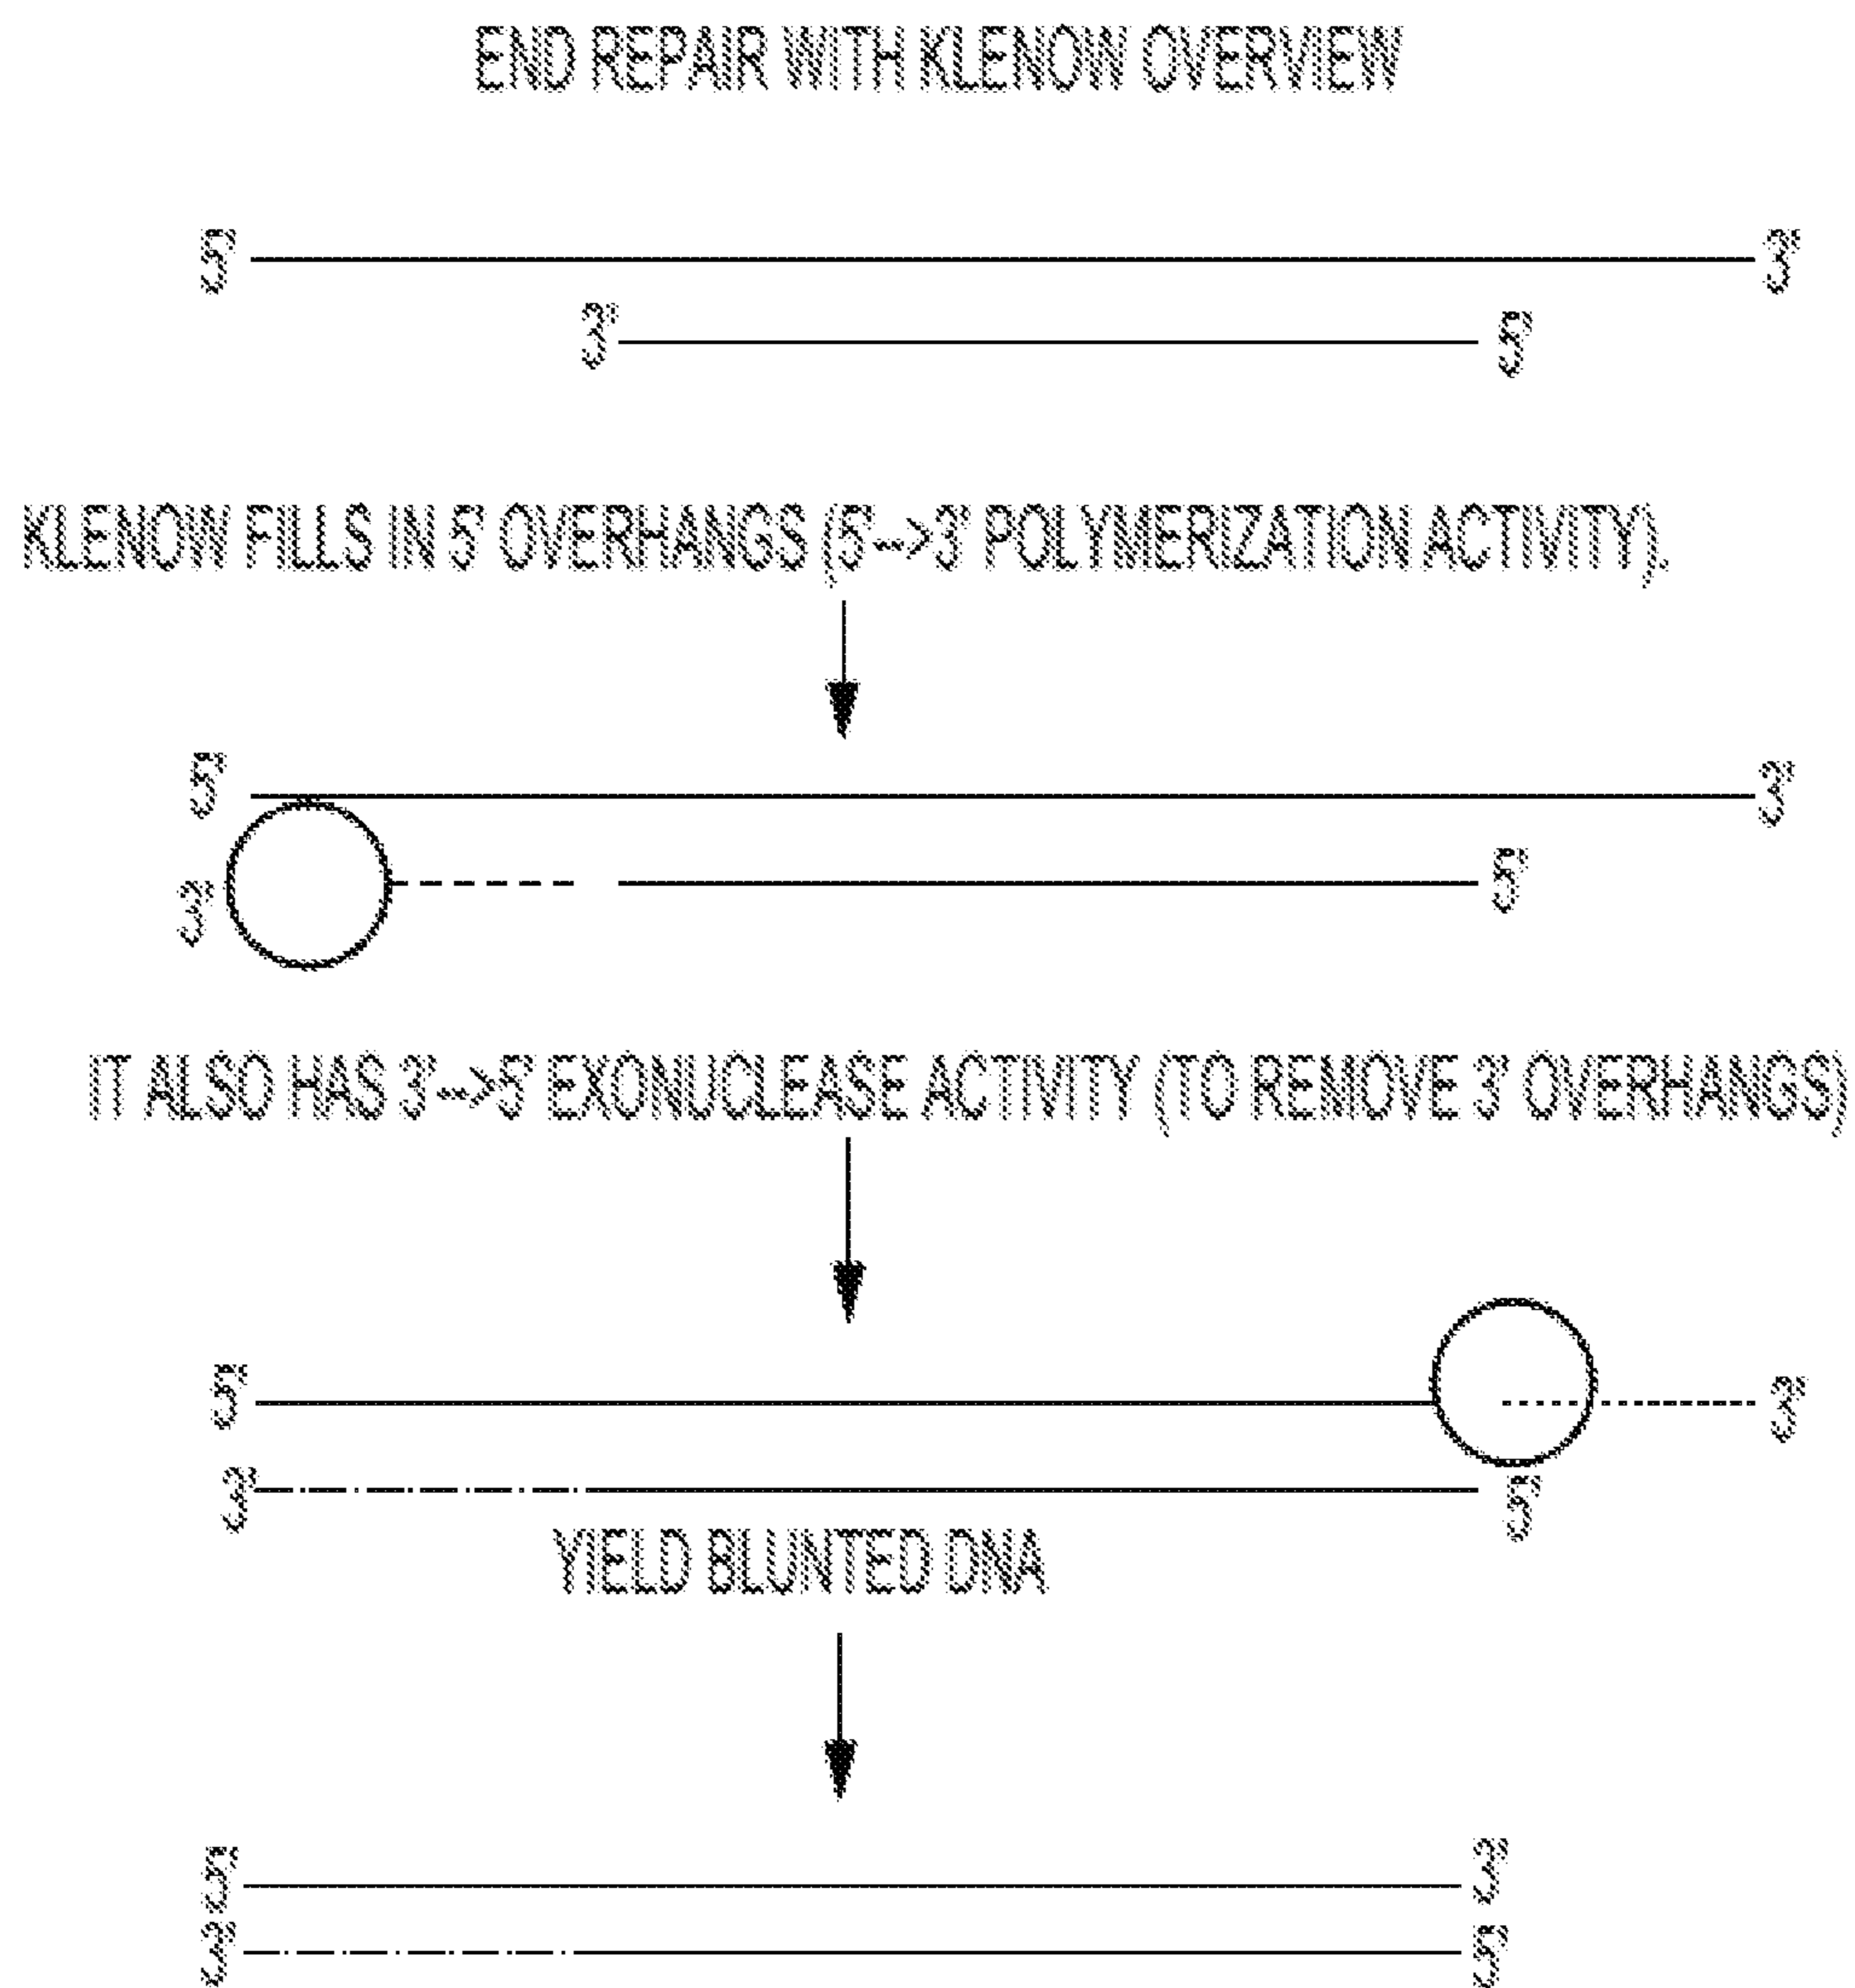 END REPAIR WITH KLENOW OVERVIEW
5' 3'
3' 5'
KLENOW FILLS IN 5' OVERHANGS (5'-->3' POLYMERIZATION ACTIVITY).
5' 3'
3' 5'
IT ALSO HAS 3'-->5' EXONUCLEASE ACTIVITY (TO REMOVE 3' OVERHANGS)
5' 3'
3' 5'
YIELD BLUNTED DNA
5' 3'
3' 5'